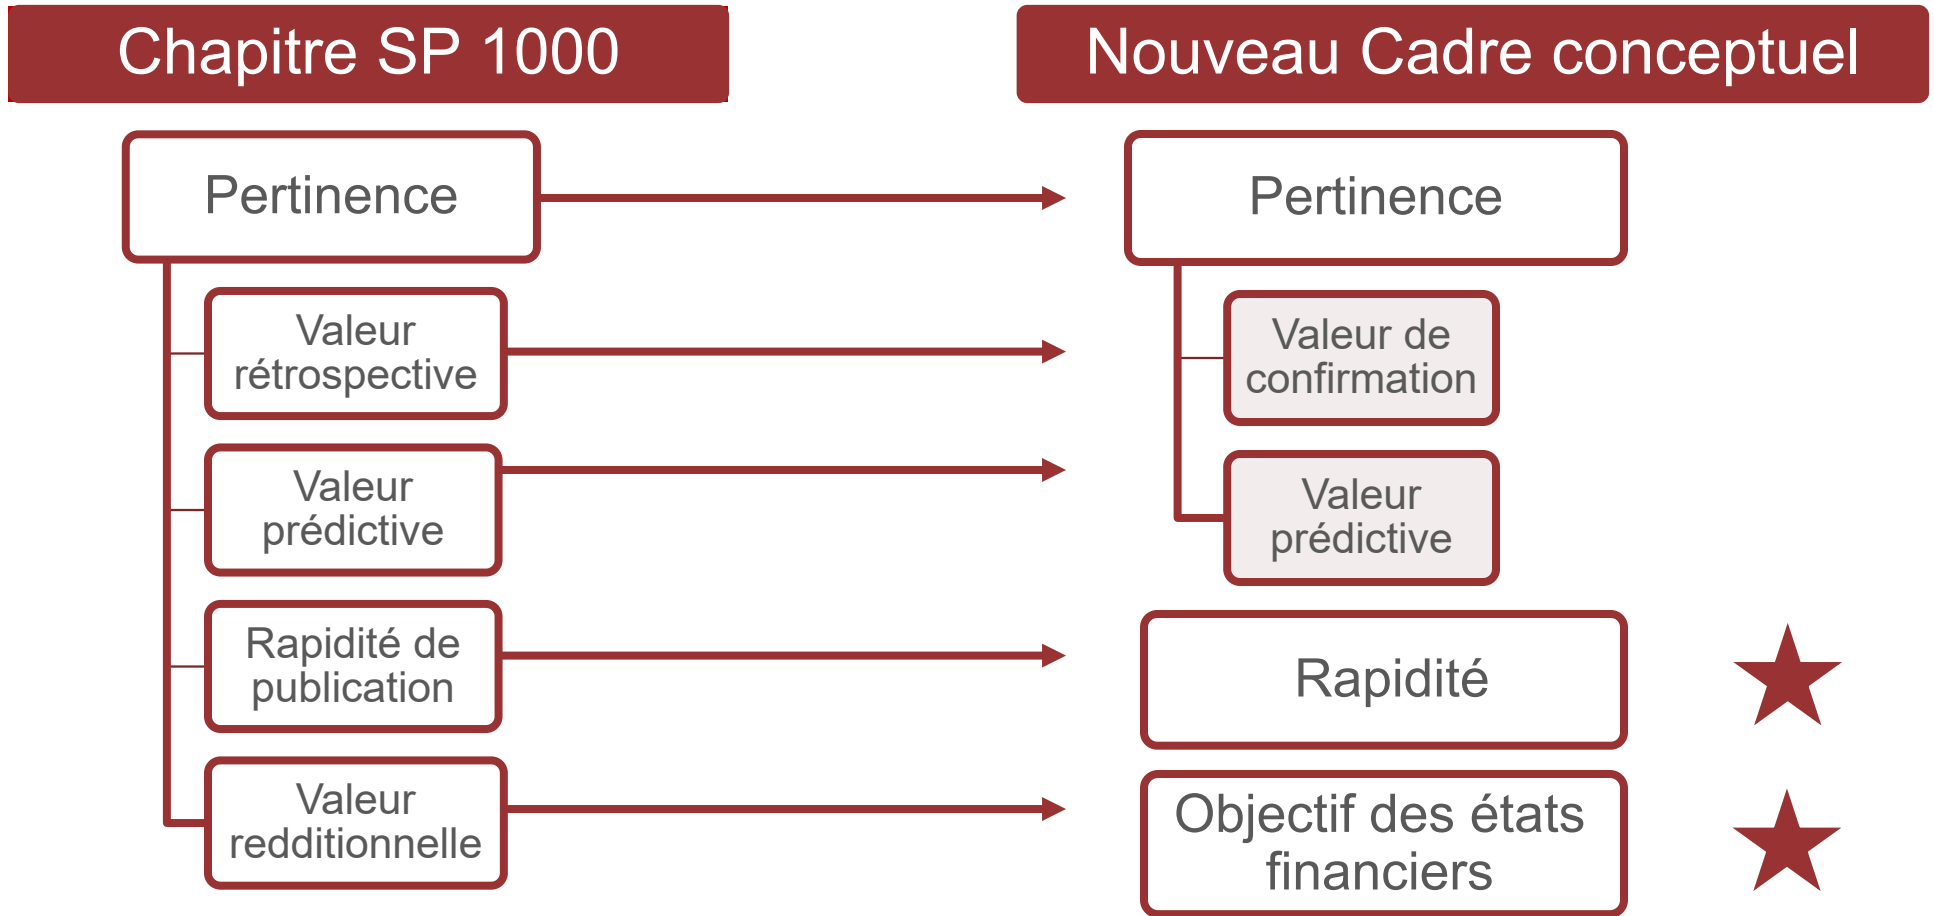 Chapitre SP 1000
Nouveau Cadre conceptuel
Pertinence
Pertinence
Valeur
rétrospective
Valeur de
confirmation
Valeur
prédictive
Valeur
prédictive
Rapidité de
publication
Rapidité
Valeur
redditionnelle
Objectif des états
financiers